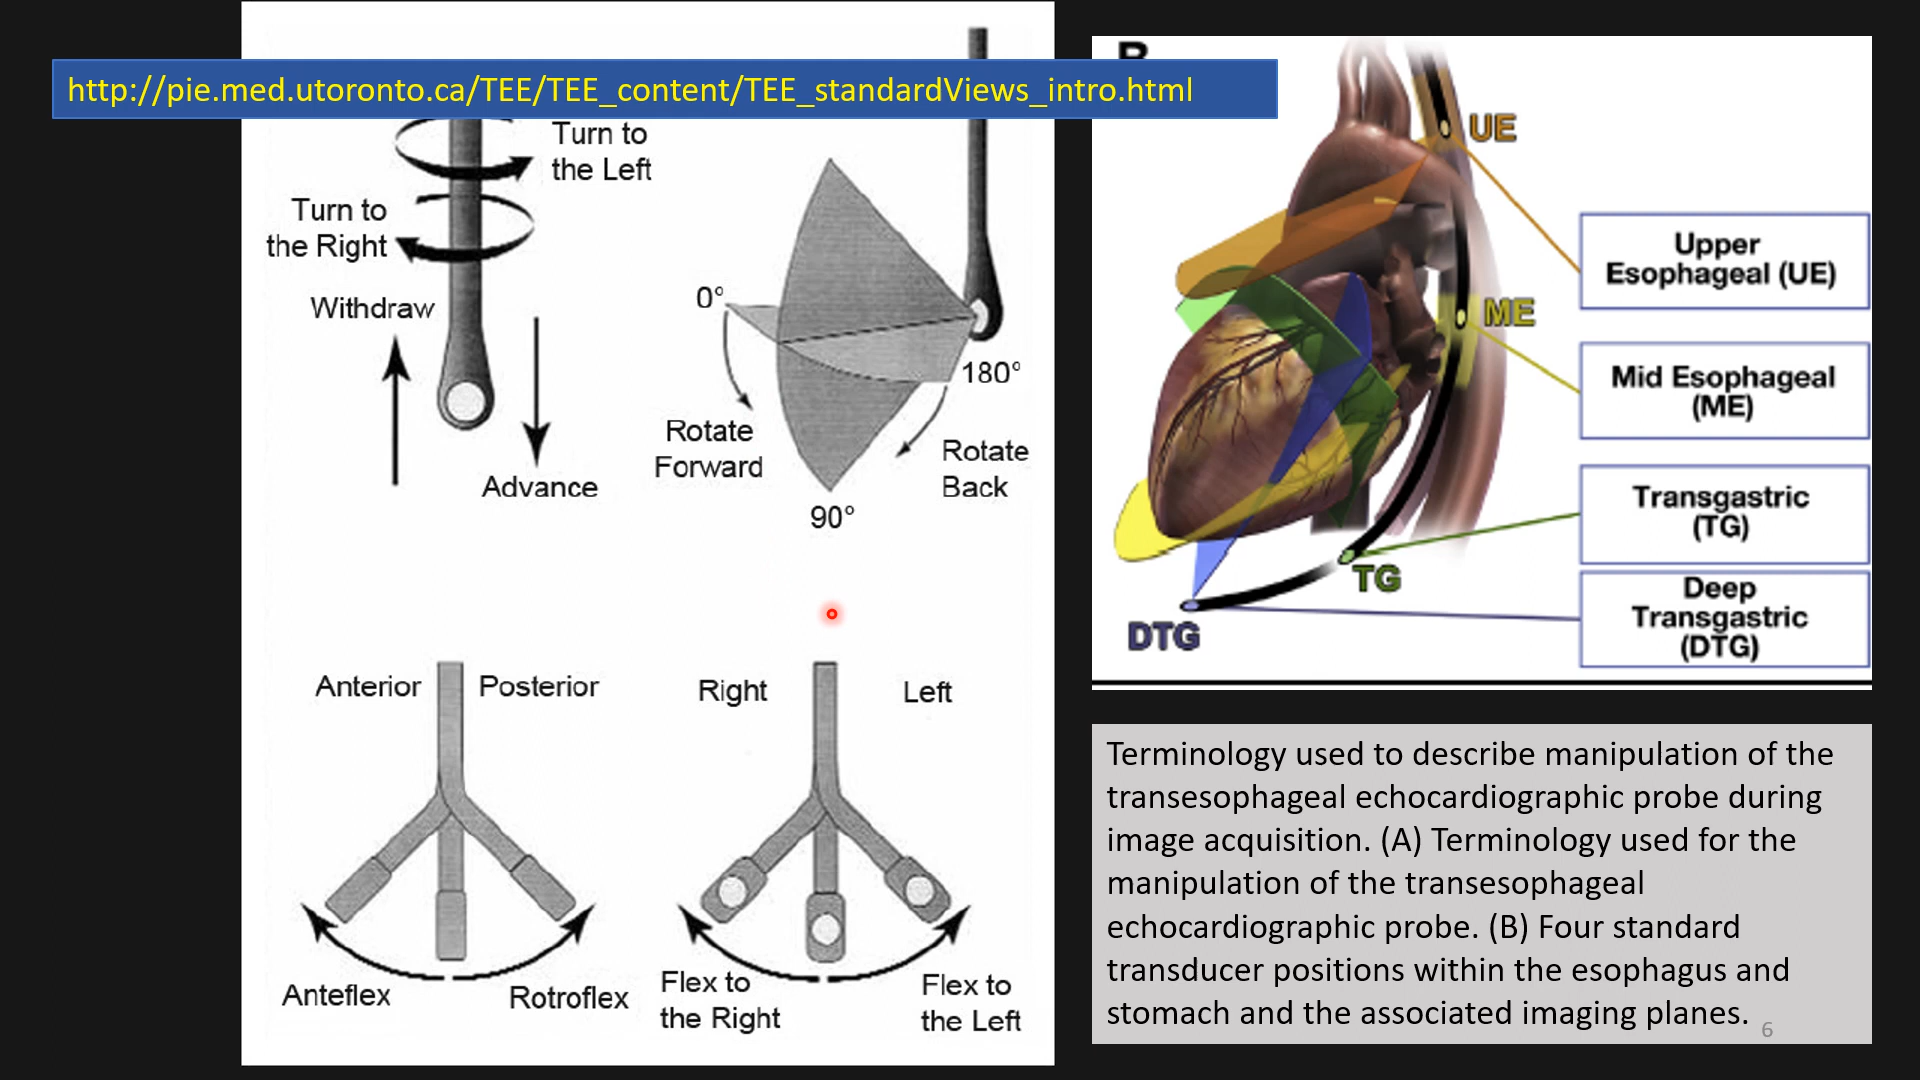 http://pie.med.utoronto.ca/TEE/TEE_content/TEE_standardViews_intro.html
Turn to
the Left
Turn to
the Right
Withdraw
Advance
0°
180°
Rotate
Forward
Rotate
Back
90°
Anterior
Posterior
Anteflex
Rotroflex
Right
Left
Flex to
the Right
Flex to
the Left
B
UE
ME
TG
DTG
Upper
Esophageal (UE)
Mid Esophageal
(ME)
Transgastric
(TG)
Deep
Transgastric
(DTG)
Terminology used to describe manipulation of the
transesophageal echocardiographic probe during
image acquisition. (A) Terminology used for the
manipulation of the transesophageal
echocardiographic probe. (B) Four standard
transducer positions within the esophagus and
stomach and the associated imaging planes.
6